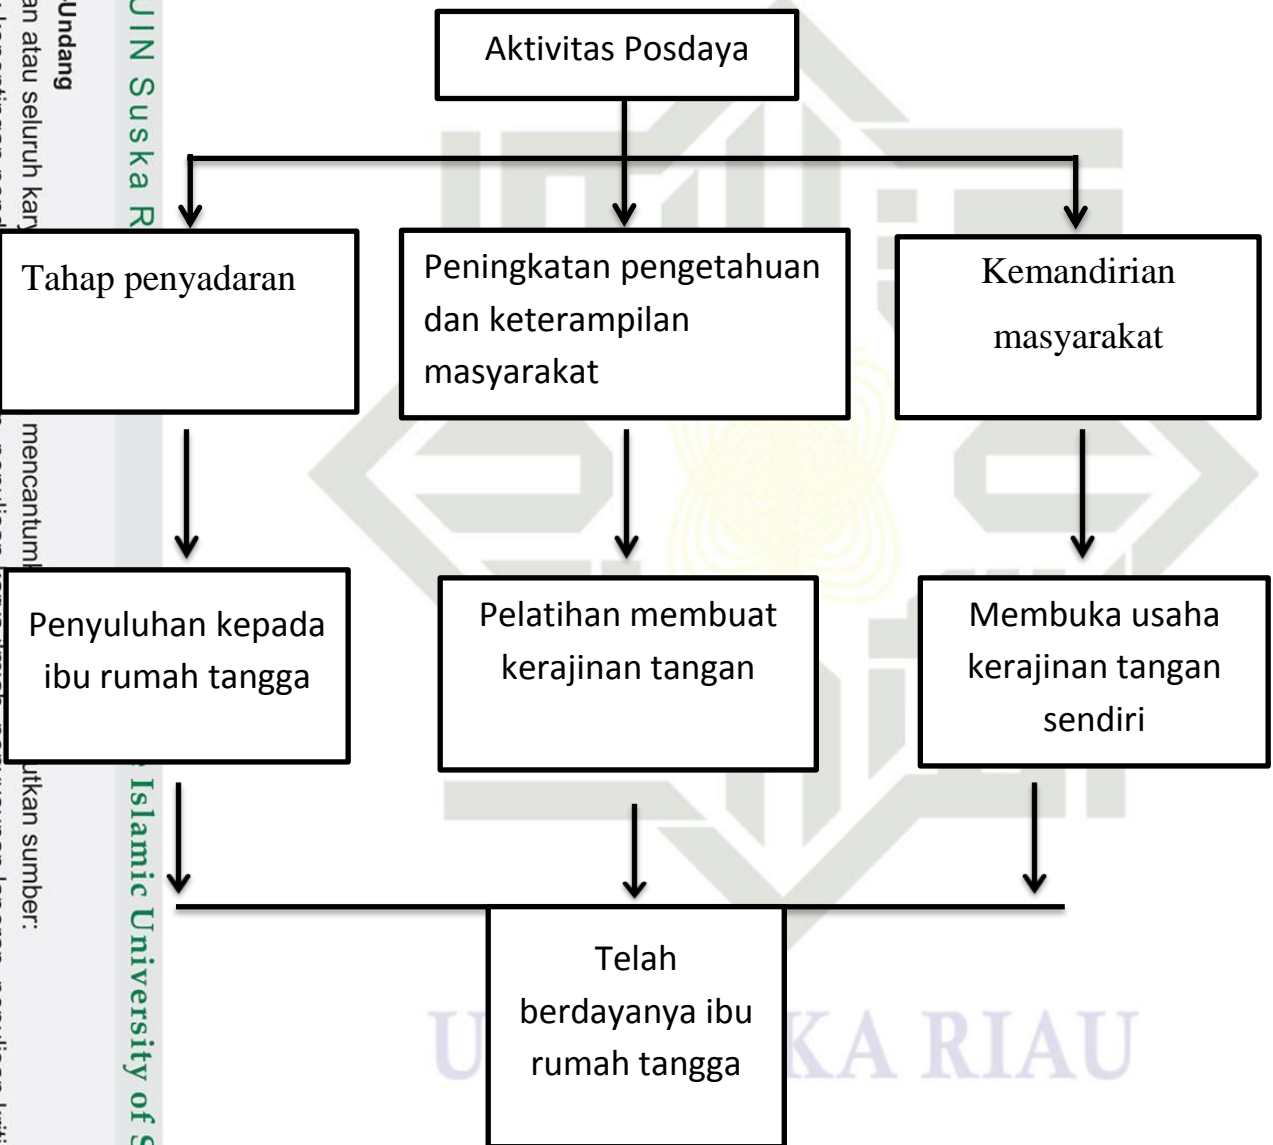 Aktivitas Posdaya
Tahap penyadaran
Peningkatan pengetahuan
dan keterampilan
masyarakat
Kemandirian
masyarakat
Penyuluhan kepada
ibu rumah tangga
Pelatihan membuat
kerajinan tangan
Membuka usaha
kerajinan tangan
sendiri
Telah
berdayanya ibu
rumah tangga
KA RIAU
UIN Suska R
Islamic University of S
-Undang
an atau seluruh kary
mencantumk
utkan sumber: